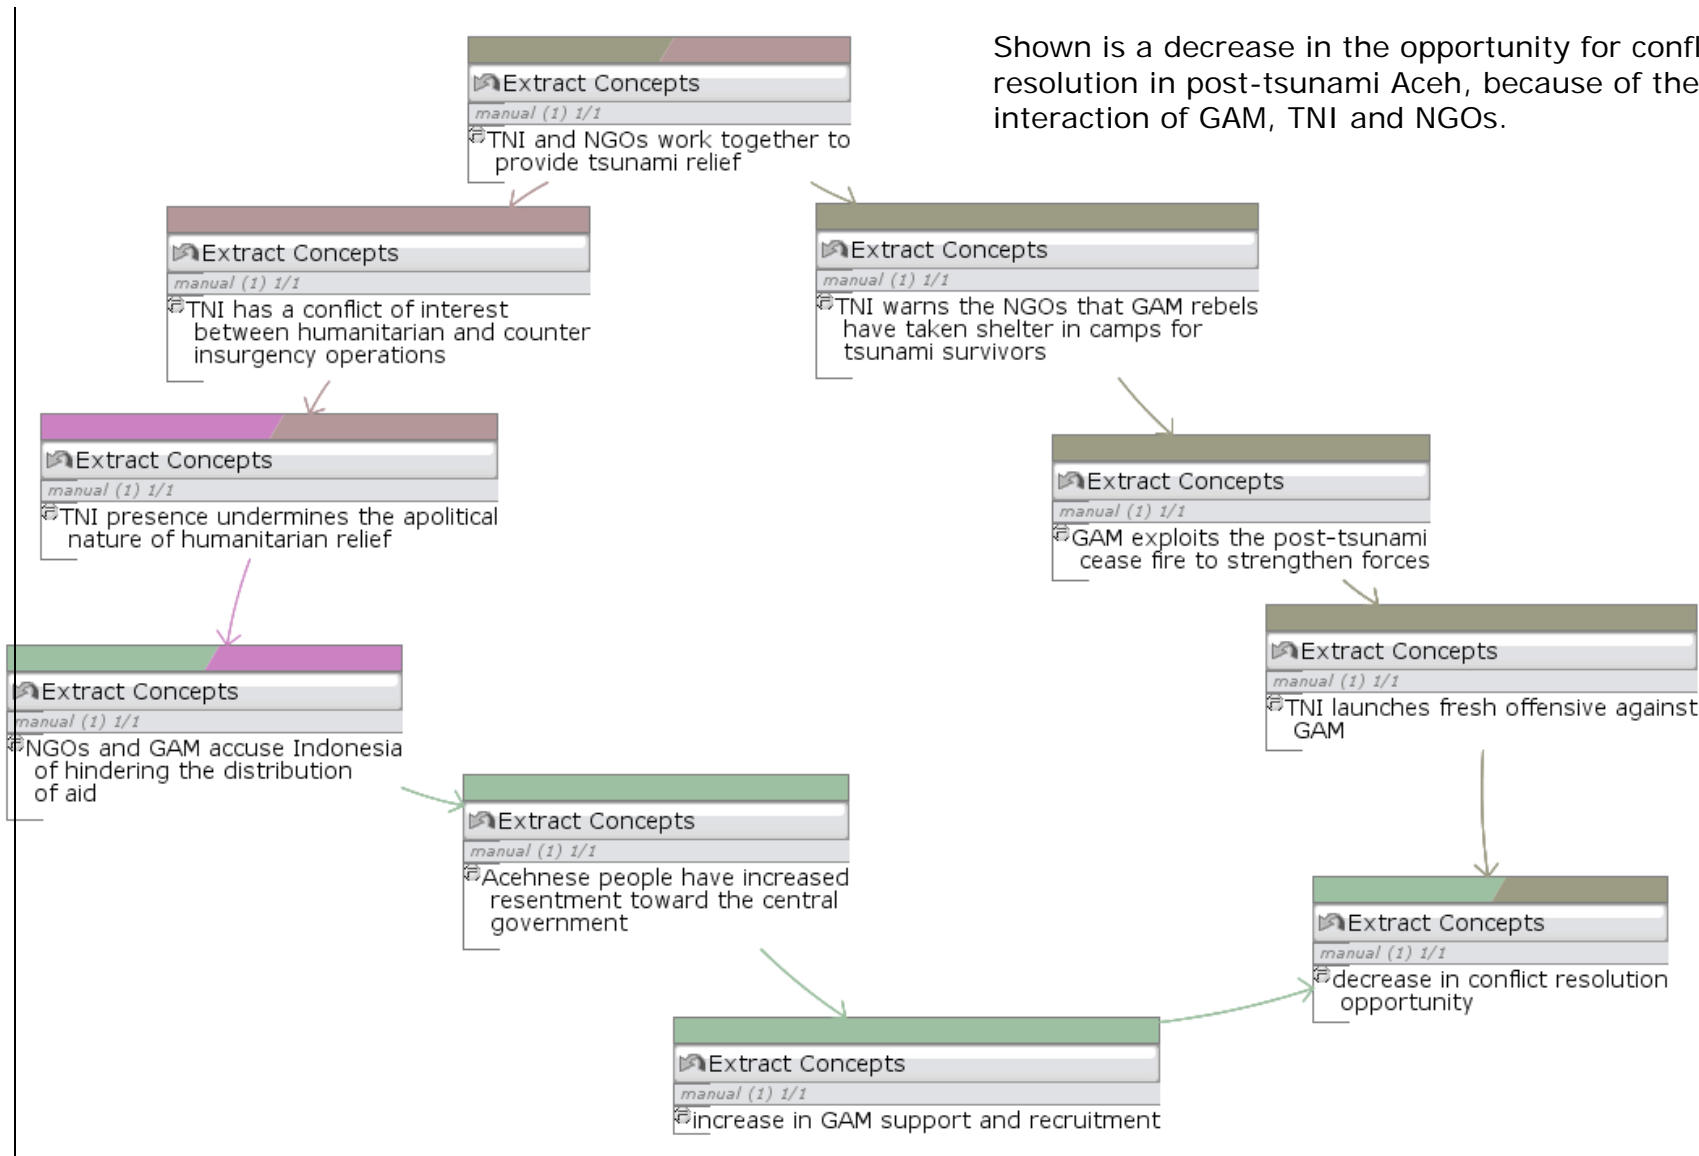 Shown is a decrease in the opportunity for confl
resolution in post-tsunami Aceh, because of the
interaction of GAM, TNI and NGOs.
Extract Concepts
manual (1) 1/1
TNI and NGOs work together to
provide tsunami relief
Extract Concepts
manual (1) 1/1
TNI has a conflict of interest
between humanitarian and counter
insurgency operations
Extract Concepts
manual (1) 1/1
TNI warns the NGOs that GAM rebels
have taken shelter in camps for
tsunami survivors
Extract Concepts
manual (1) 1/1
TNI presence undermines the apolitical
nature of humanitarian relief
Extract Concepts
manual (1) 1/1
GAM exploits the post-tsunami
cease fire to strengthen forces
Extract Concepts
manual (1) 1/1
NGOs and GAM accuse Indonesia
of hindering the distribution
of aid
Extract Concepts
manual (1) 1/1
TNI launches fresh offensive against
GAM
Extract Concepts
manual (1) 1/1
Acehnese people have increased
resentment toward the central
government
Extract Concepts
manual (1) 1/1
decrease in conflict resolution
opportunity
Extract Concepts
manual (1) 1/1
increase in GAM support and recruitment